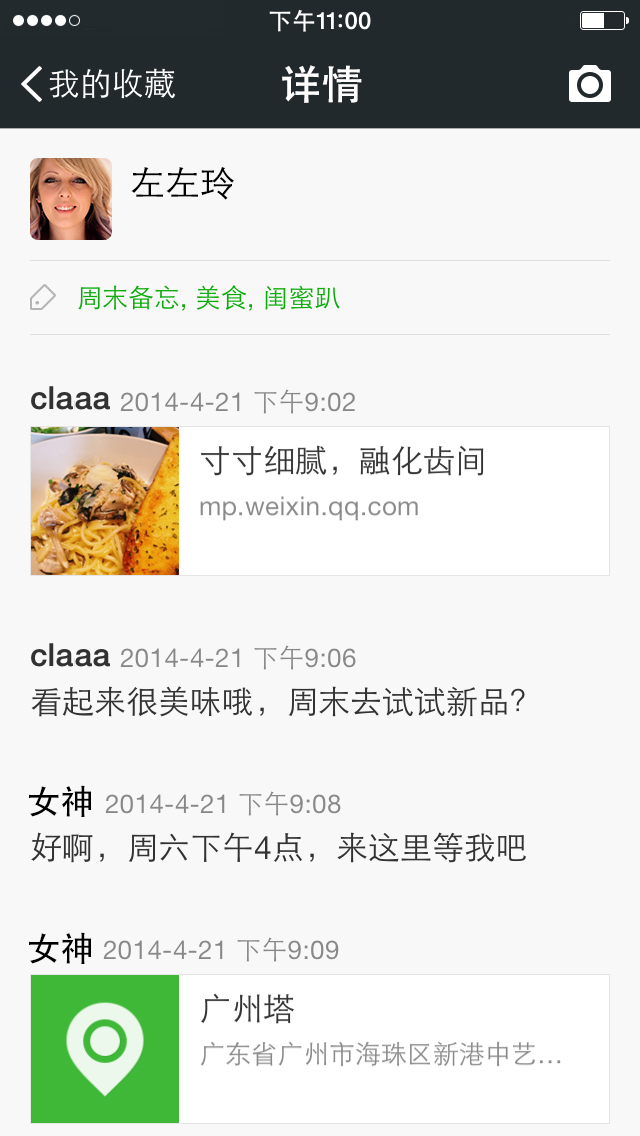 下午11:00
我的收藏
详情
左左玲
周末备忘, 美食, 闺蜜趴
claaa 2014-4-21 下午9:02
寸寸细腻，融化齿间
mp.weixin.qq.com
claaa 2014-4-21 下午9:06
看起来很美味哦，周末去试试新品?
女神 2014-4-21 下午9:08
好啊，周六下午4点，来这里等我吧
女神 2014-4-21 下午9:09
广州塔
广东省广州市海珠区新港中艺...